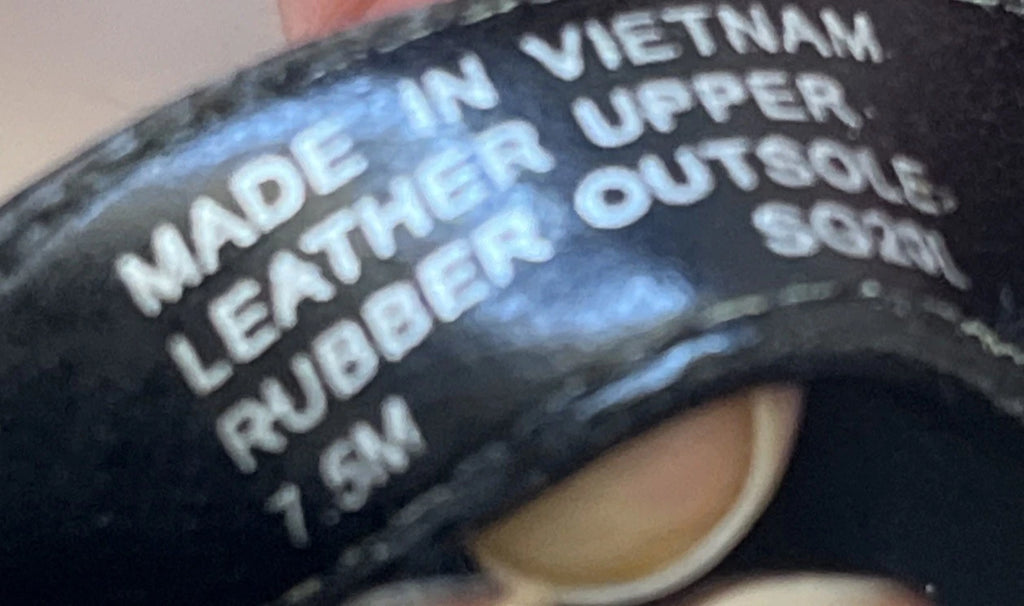 MADE IN VIETNAM
LEATHER UPPER
RUBBER OUTSOLE
7.5M